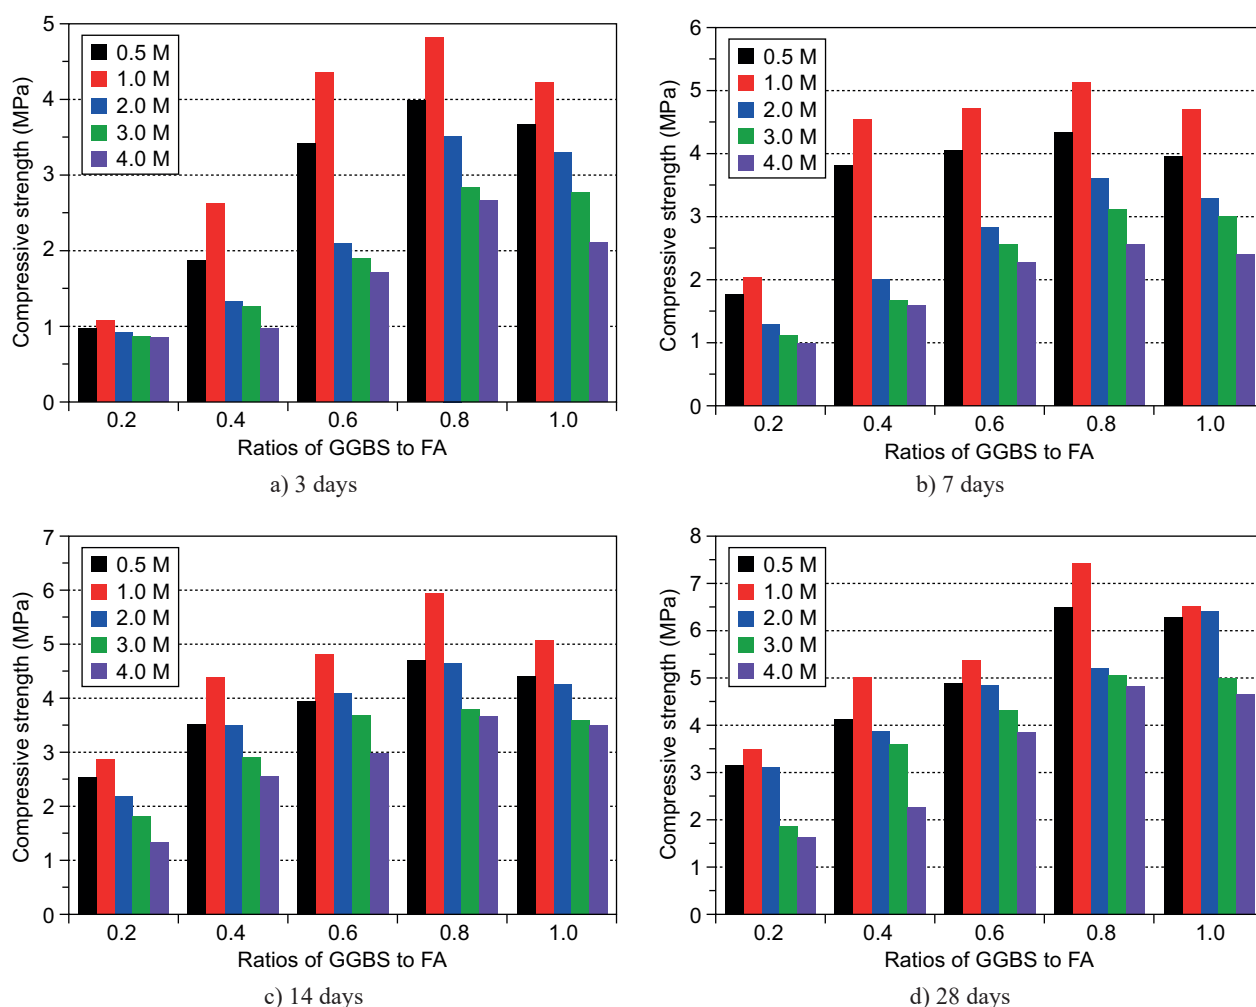 5
4
3
2
1
0
Compressive strength (MPa)
0.5 M
1.0 M
2.0 M
3.0 M
4.0 M
0.2 0.4 0.6 0.8 1.0
Ratios of GGBS to FA
a) 3 days
6
5
4
3
2
1
0
Compressive strength (MPa)
0.5 M
1.0 M
2.0 M
3.0 M
4.0 M
0.2 0.4 0.6 0.8 1.0
Ratios of GGBS to FA
b) 7 days
7
6
5
4
3
2
1
0
Compressive strength (MPa)
0.5 M
1.0 M
2.0 M
3.0 M
4.0 M
0.2 0.4 0.6 0.8 1.0
Ratios of GGBS to FA
c) 14 days
8
7
6
5
4
3
2
1
0
Compressive strength (MPa)
0.5 M
1.0 M
2.0 M
3.0 M
4.0 M
0.2 0.4 0.6 0.8 1.0
Ratios of GGBS to FA
d) 28 days